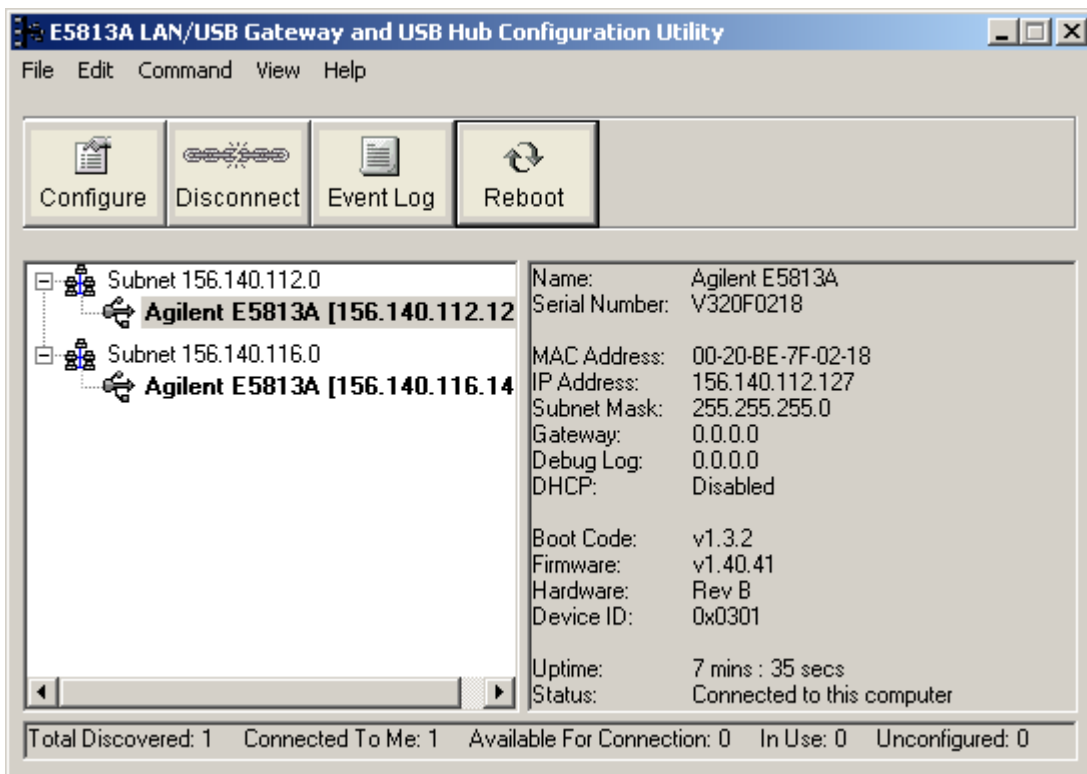 E5813A LAN/USB Gateway and USB Hub Configuration Utility
File Edit Command View Help
Configure Disconnect Event Log Reboot
Subnet 156.140.112.0
Agilent E5813A [156.140.112.12
Subnet 156.140.116.0
Agilent E5813A [156.140.116.14
Name: Agilent E5813A
Serial Number: V320F0218
MAC Address: 00-20-BE-7F-02-18
IP Address: 156.140.112.127
Subnet Mask: 255.255.255.0
Gateway: 0.0.0.0
Debug Log: 0.0.0.0
DHCP: Disabled
Boot Code: v1.3.2
Firmware: v1.40.41
Hardware: Rev B
Device ID: 0x0301
Uptime: 7 mins : 35 secs
Status: Connected to this computer
Total Discovered: 1 Connected To Me: 1 Available For Connection: 0 In Use: 0 Unconfigured: 0